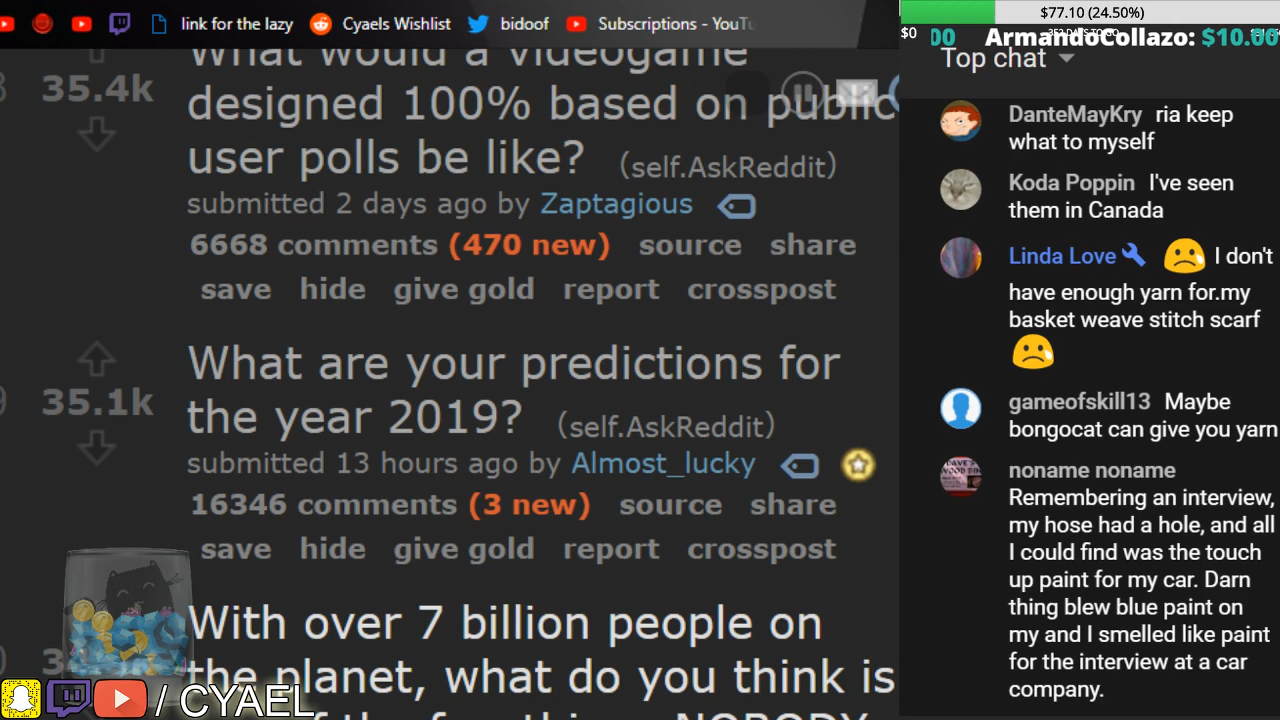 link for the lazy
Cyaels Wishlist
bidoof
Subscriptions - YouTu
What would a videogame
35.4k
designed 100% based on public
user polls be like? (self.AskReddit)
submitted 2 days ago by Zaptagious
6668 comments (470 new) source share
save hide give gold report crosspost
What are your predictions for
35.1k
the year 2019? (self.AskReddit)
submitted 13 hours ago by Almost_lucky
16346 comments (3 new) source share
save hide give gold report crosspost
With over 7 billion people on
the planet, what do you think is
NOBODY
/ CYAEL
$77.10 (24.50%)
$0
00 ArmandoCollazo: $10.00
Top chat
DanteMayKry ria keep
what to myself
Koda Poppin I've seen
them in Canada
Linda Love I don't
have enough yarn for.my
basket weave stitch scarf
gameofskill13 Maybe
bongocat can give you yarn
noname noname
Remembering an interview,
my hose had a hole, and all
I could find was the touch
up paint for my car. Darn
thing blew blue paint on
my and I smelled like paint
for the interview at a car
company.